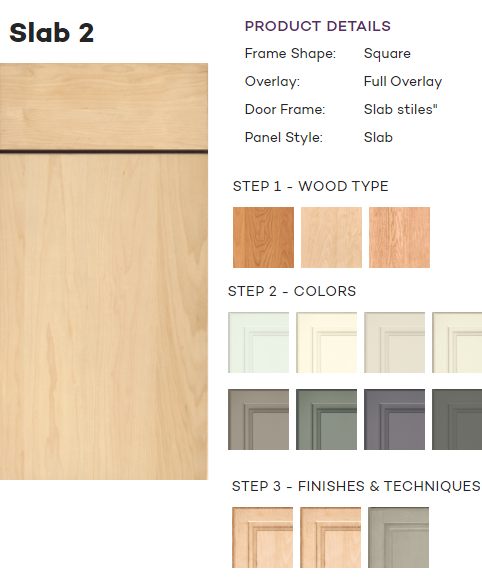 Slab 2
PRODUCT DETAILS
Frame Shape: Square
Overlay: Full Overlay
Door Frame: Slab stiles"
Panel Style: Slab
STEP 1 - WOOD TYPE
STEP 2 - COLORS
STEP 3 - FINISHES & TECHNIQUES